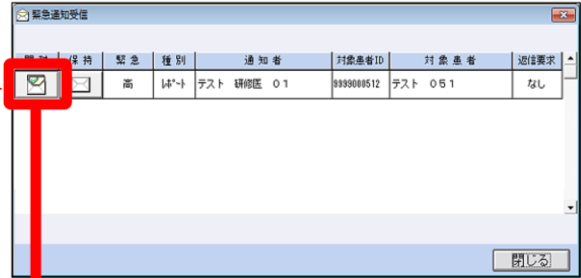 緊急通知受信
保持 緊急 種別 通知者 対象患者ID 対象患者 返信要求
高 ﾚﾎﾟｰﾄ テスト 研修医 01 9999000512 テスト 051 なし
閉じる